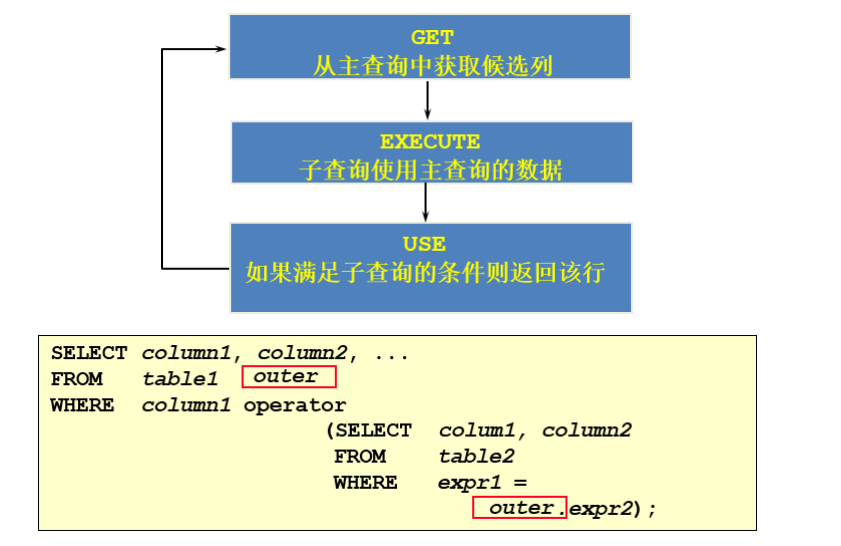 GET
从主查询中获取候选列
EXECUTE
子查询使用主查询的数据
USE
如果满足子查询的条件则返回该行
SELECT column1, column2, ...
FROM table1 outer
WHERE column1 operator
(SELECT colum1, column2
FROM table2
WHERE expr1 =
outer.expr2);